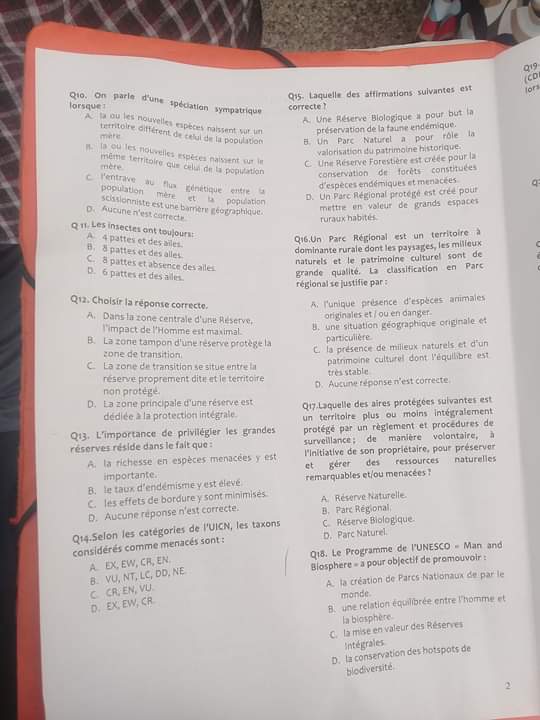 Q10. On parle d'une spéciation sympatrique
lorsque :
A. la ou les nouvelles espèces naissent sur un
territoire différent de celui de la population
mère.
B. la ou les nouvelles espèces naissent sur le
même territoire que celui de la population
mère.
C. l'entrave au flux génétique entre la
population mère et la population
scissionniste est une barrière géographique.
D. Aucune n'est correcte.
Q 11. Les insectes ont toujours:
A. 4 pattes et des ailes.
B. 8 pattes et des ailes.
C. 8 pattes et absence des ailes.
D. 6 pattes et des ailes.
Q12. Choisir la réponse correcte.
A. Dans la zone centrale d'une Réserve,
l'impact de l'Homme est maximal.
B. La zone tampon d'une réserve protège la
zone de transition.
C. La zone de transition se situe entre la
réserve proprement dite et le territoire
non protégé.
D. La zone principale d'une réserve est
dédiée à la protection intégrale.
Q13. L'importance de privilégier les grandes
réserves réside dans le fait que :
A. la richesse en espèces menacées y est
importante.
B. le taux d'endémisme y est élevé.
C. les effets de bordure y sont minimisés.
D. Aucune réponse n'est correcte.
Q14.Selon les catégories de l'UICN, les taxons
considérés comme menacés sont :
A. EX, EW, CR, EN.
B. VU, NT, LC, DD, NE.
C. CR, EN, VU.
D. EX, EW, CR.
Q15. Laquelle des affirmations suivantes est
correcte ?
A. Une Réserve Biologique a pour but la
préservation de la faune endémique.
B. Un Parc Naturel a pour rôle la
valorisation du patrimoine historique.
C. Une Réserve Forestière est créée pour la
conservation de forêts constituées
d'espèces endémiques et menacées.
D. Un Parc Régional protégé est créé pour
mettre en valeur de grands espaces
ruraux habités.
Q16.Un Parc Régional est un territoire à
dominante rurale dont les paysages, les milieux
naturels et le patrimoine culturel sont de
grande qualité. La classification en Parc
régional se justifie par :
A. l'unique présence d'espèces animales
originales et / ou en danger.
B. une situation géographique originale et
particulière.
C. la présence de milieux naturels et d'un
patrimoine culturel dont l'équilibre est
très stable.
D. Aucune réponse n'est correcte.
Q17.Laquelle des aires protégées suivantes est
un territoire plus ou moins intégralement
protégé par un règlement et procédures de
surveillance ; de manière volontaire, à
l'initiative de son propriétaire, pour préserver
et gérer des ressources naturelles
remarquables et/ou menacées ?
A. Réserve Naturelle.
B. Parc Régional.
C. Réserve Biologique.
D. Parc Naturel.
Q18. Le Programme de l'UNESCO « Man and
Biosphere » a pour objectif de promouvoir :
A. la création de Parcs Nationaux de par le
monde.
B. une relation équilibrée entre l'homme et
la biosphère.
C. la mise en valeur des Réserves
Intégrales.
D. la conservation des hotspots de
biodiversité.
2
Q19.
(CDB
lors